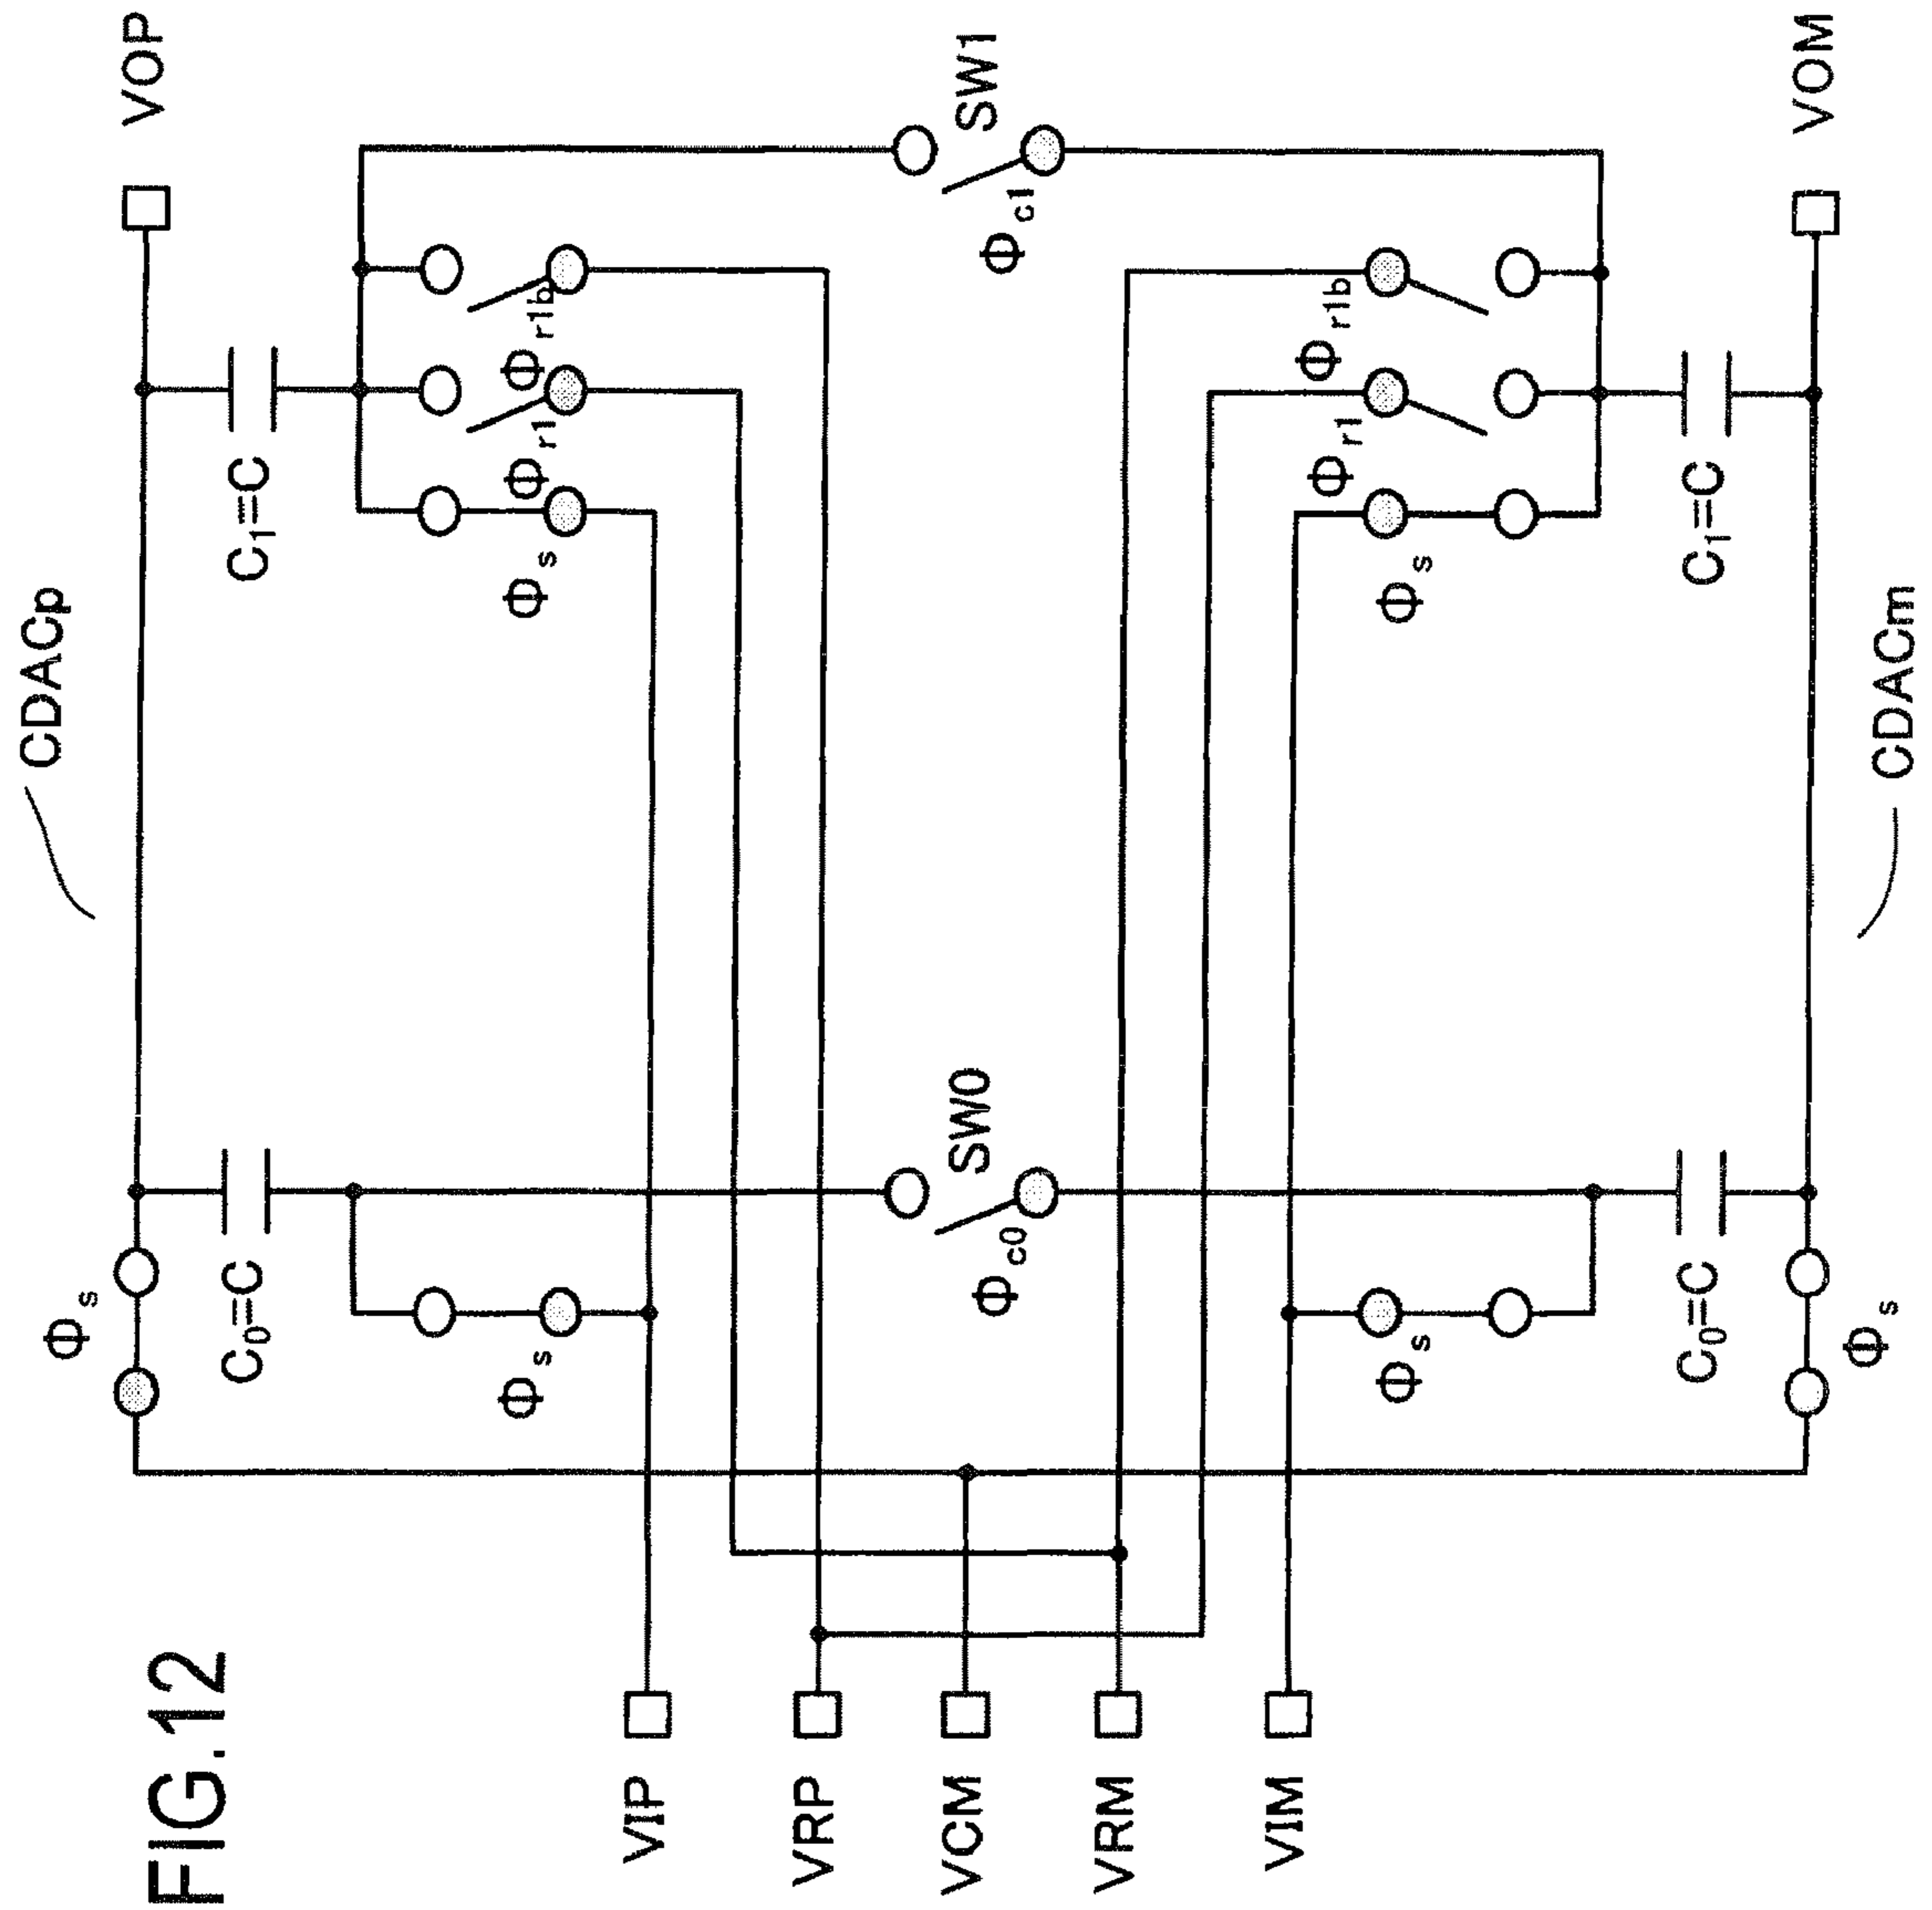 FIG.12
CDACp
VOP
Φs
C0=C
C1=C
Φs
Φs
Φr1
Φr1b
VIP
VRP
VCM
VRM
VIM
Φc0
SW0
Φc1
SW1
Φs
Φs
Φr1
Φr1b
C0=C
C1=C
Φs
CDACm
VOM